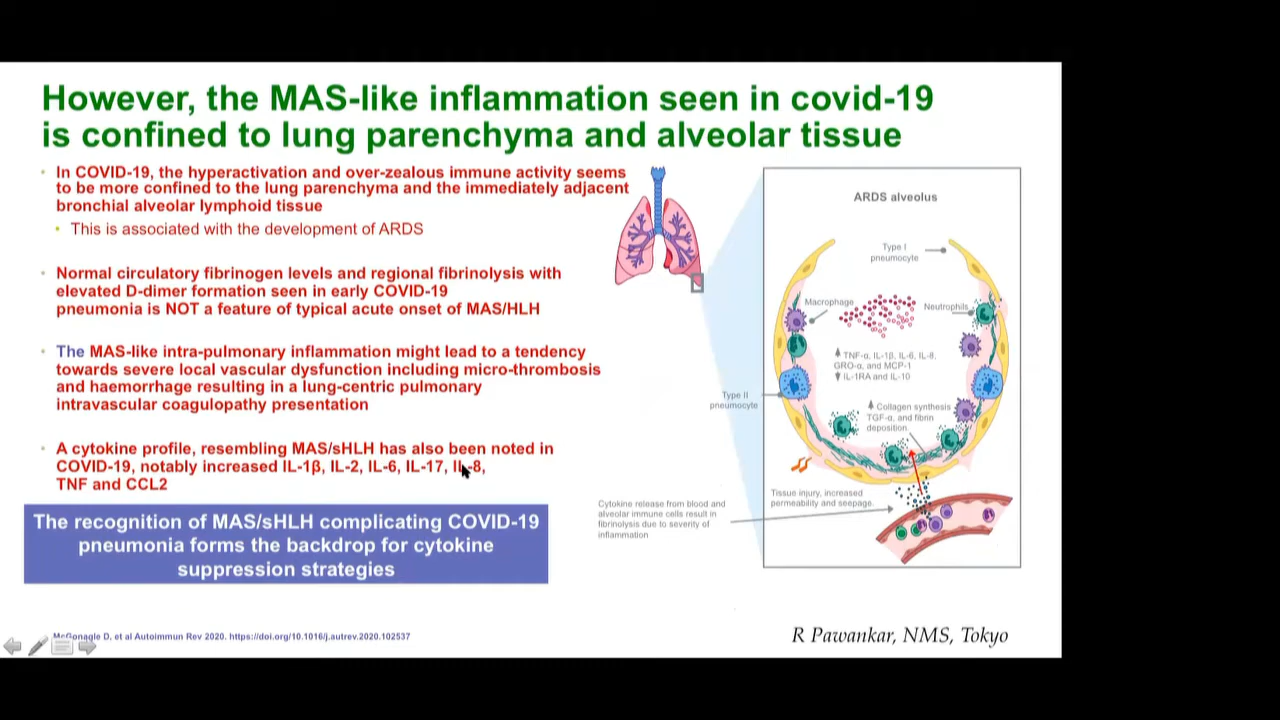 However, the MAS-like inflammation seen in covid-19
is confined to lung parenchyma and alveolar tissue
• In COVID-19, the hyperactivation and over-zealous immune activity seems
to be more confined to the lung parenchyma and the immediately adjacent
bronchial alveolar lymphoid tissue
• This is associated with the development of ARDS
• Normal circulatory fibrinogen levels and regional fibrinolysis with
elevated D-dimer formation seen in early COVID-19
pneumonia is NOT a feature of typical acute onset of MAS/HLH
• The MAS-like intra-pulmonary inflammation might lead to a tendency
towards severe local vascular dysfunction including micro-thrombosis
and haemorrhage resulting in a lung-centric pulmonary
intravascular coagulopathy presentation
• A cytokine profile, resembling MAS/sHLH has also been noted in
COVID-19, notably increased IL-1β, IL-2, IL-6, IL-17, IL-8,
TNF and CCL2
The recognition of MAS/sHLH complicating COVID-19
pneumonia forms the backdrop for cytokine
suppression strategies
ARDS alveolus
Type I
pneumocyte
Macrophage
Neutrophils
TNF-α, IL-1β, IL-6, IL-8,
GRO-α, and MCP-1
IL-1RA and IL-10
Type II
pneumocyte
Collagen synthesis
TGF-α, and fibrin
deposition
Tissue injury, increased
permeability and seepage.
Cytokine release from blood and
alveolar immune cells result in
fibrinolysis due to severity of
inflammation
McGonagle D, et al Autoimmun Rev 2020. https://doi.org/10.1016/j.autrev.2020.102537
R Pawankar, NMS, Tokyo